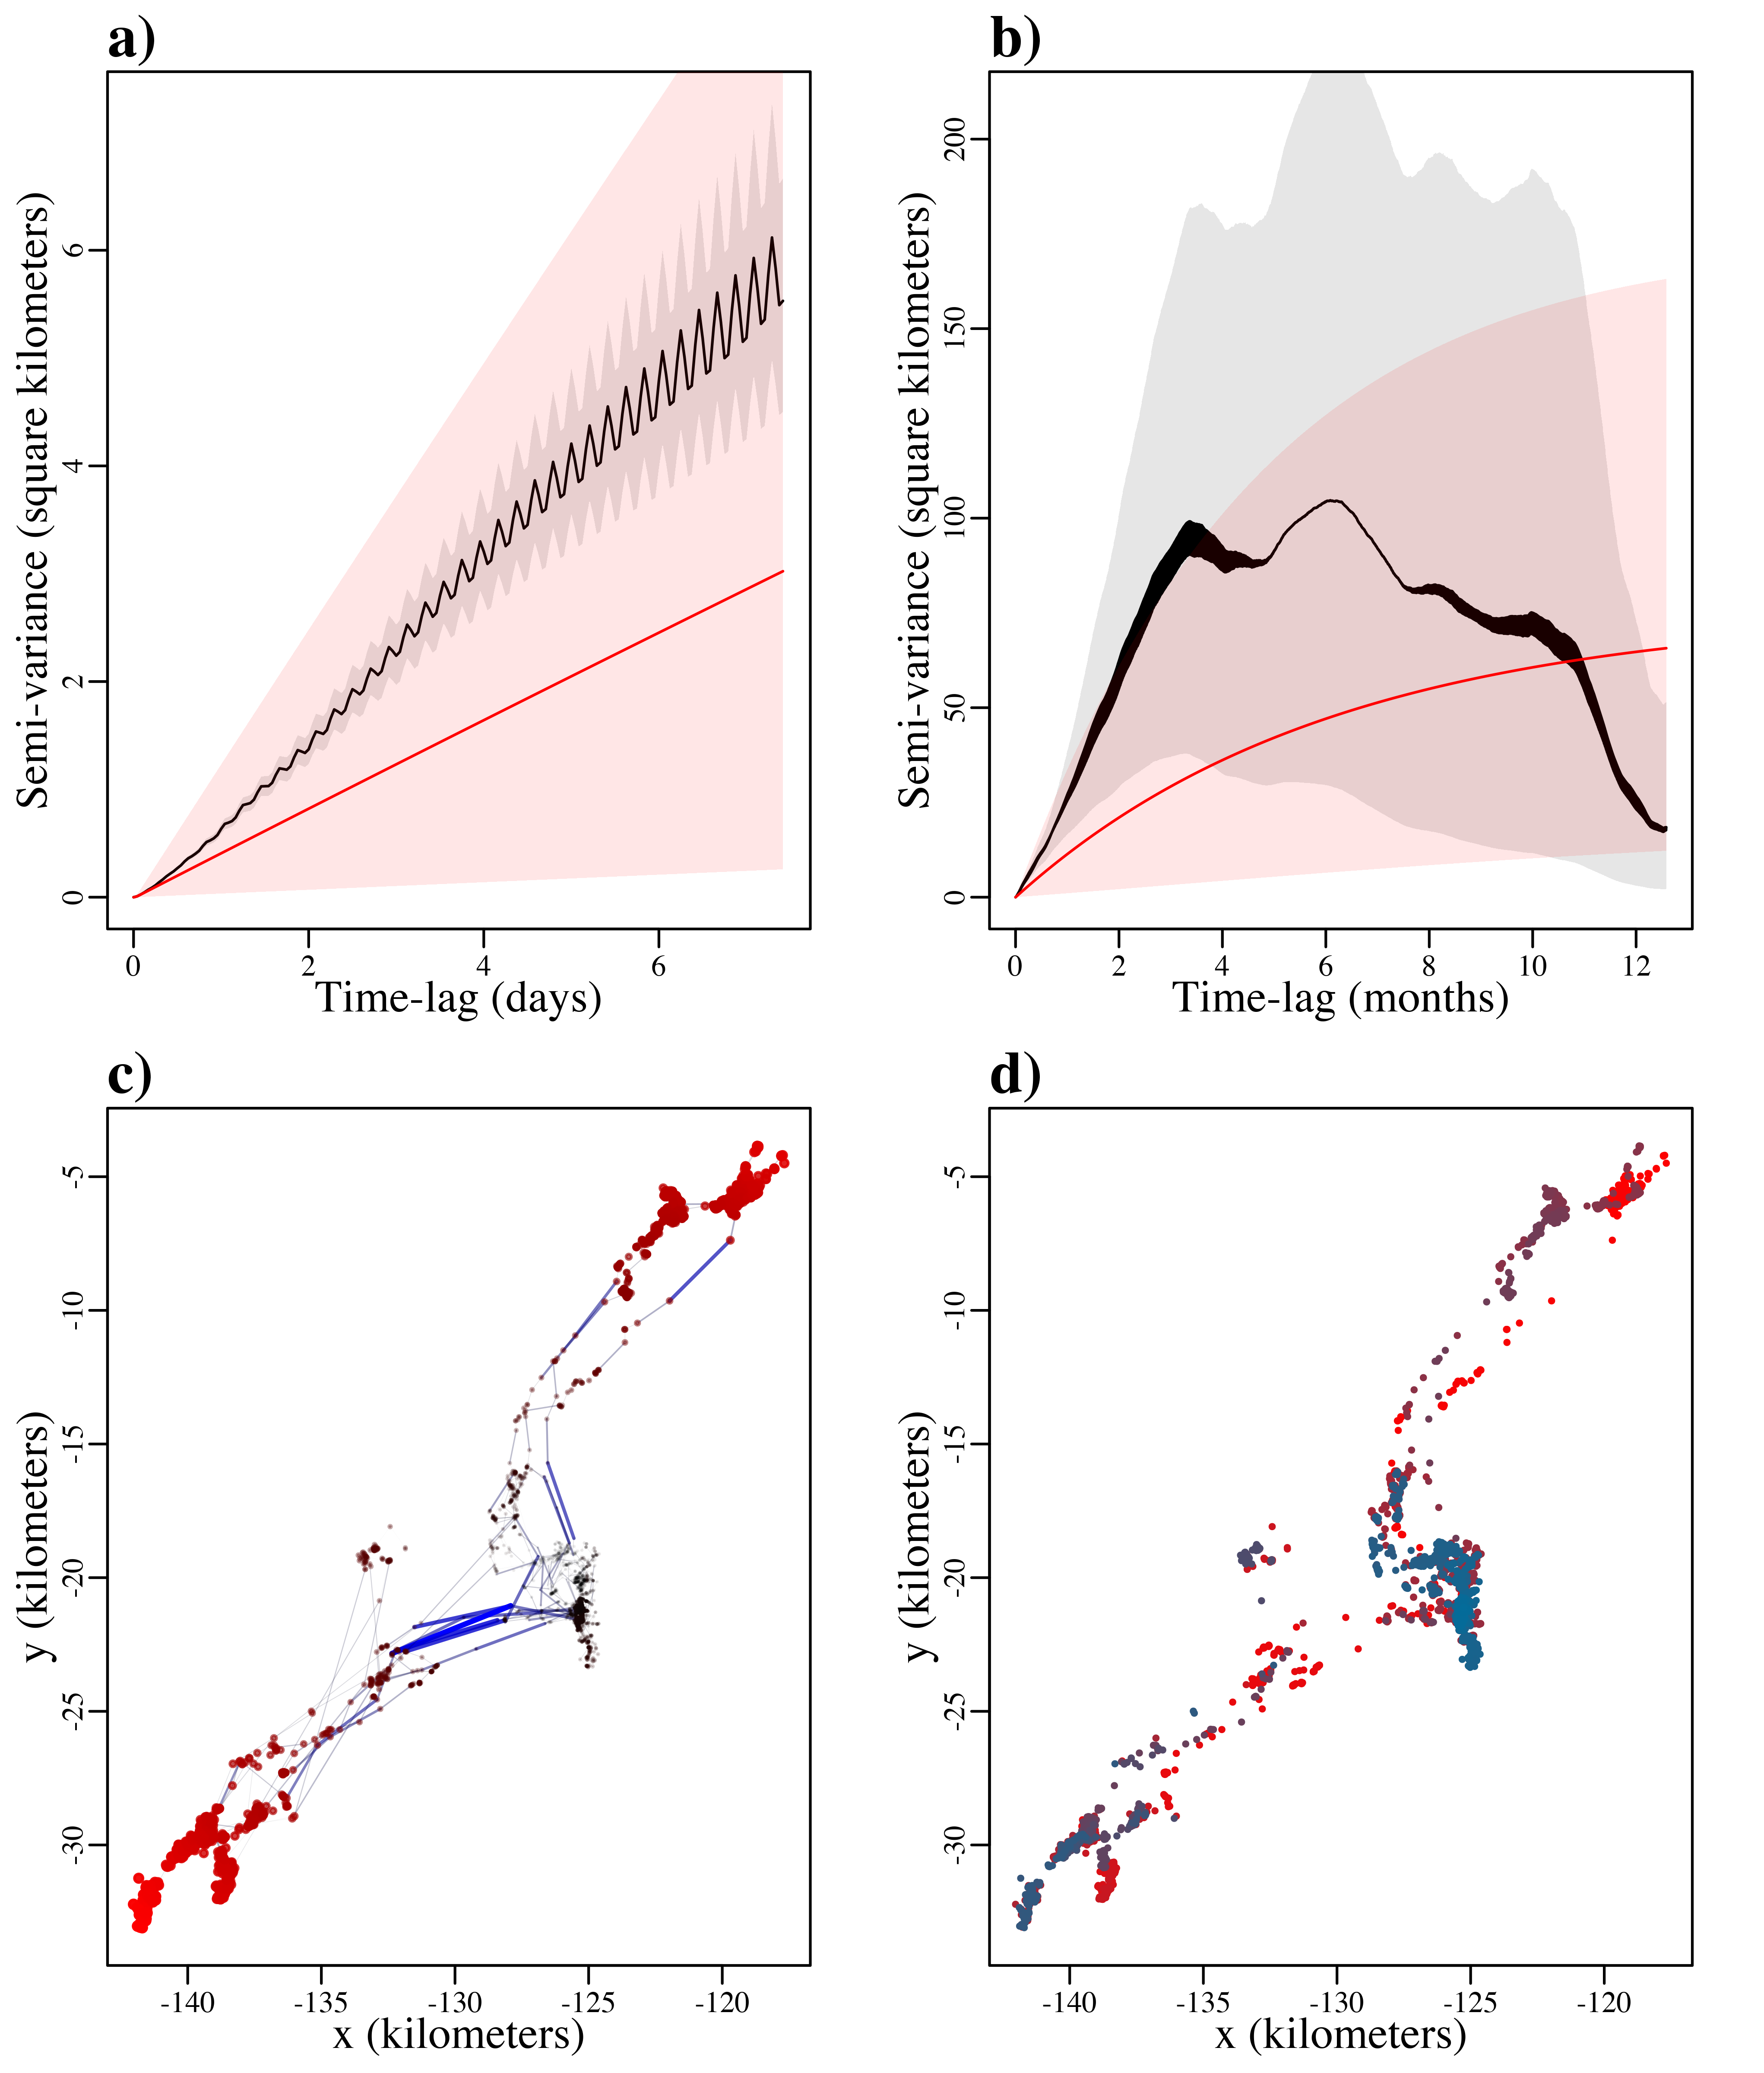 a)
Semi-variance (square kilometers)
6
4
2
0
0 2 4 6
Time-lag (days)
b)
Semi-variance (square kilometers)
200
150
100
50
0
0 2 4 6 8 10 12
Time-lag (months)
c)
y (kilometers)
-5
-10
-15
-20
-25
-30
-140 -135 -130 -125 -120
x (kilometers)
d)
y (kilometers)
-5
-10
-15
-20
-25
-30
-140 -135 -130 -125 -120
x (kilometers)